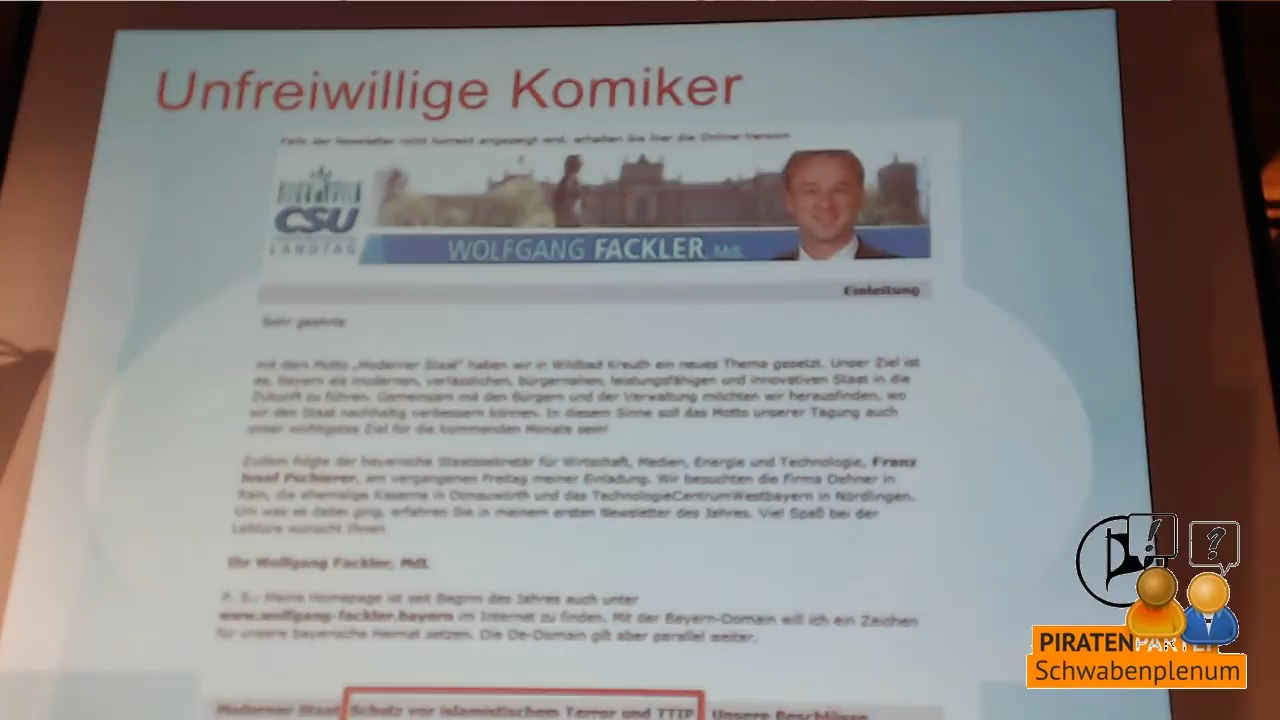 Unfreiwillige Komiker
Falls der Newsletter nicht korrekt angezeigt wird, erhalten Sie hier die Online-Version
CSU
LANDTAG
WOLFGANG FACKLER, MdL
Einleitung
Sehr geehrte
mit dem Motto „Moderner Staat" haben wir in Wildbad Kreuth ein neues Thema gesetzt. Unser Ziel ist
es, Bayern als modernen, verlässlichen, bürgernahen, leistungsfähigen und innovativen Staat in die
Zukunft zu führen. Gemeinsam mit den Bürgern und der Verwaltung möchten wir herausfinden, wo
wir den Staat nachhaltig verbessern können. In diesem Sinne soll das Motto unserer Tagung auch
unser wichtigstes Ziel für die kommenden Monate sein!
Zudem folgte der bayerische Staatssekretär für Wirtschaft, Medien, Energie und Technologie, Franz
Josef Pschierer, am vergangenen Freitag meiner Einladung. Wir besuchten die Firma Dehner in
Rain, die ehemalige Kaserne in Donauwörth und das TechnologieCentrumWestbayern in Nördlingen.
Um was es dabei ging, erfahren Sie in meinem ersten Newsletter des Jahres. Viel Spaß bei der
Lektüre wünscht Ihnen
Ihr Wolfgang Fackler, MdL
P. S.: Meine Homepage ist seit Beginn des Jahres auch unter
www.wolfgang-fackler.bayern im Internet zu finden. Mit der Bayern-Domain will ich ein Zeichen
für unsere bayerische Heimat setzen. Die De-Domain gilt aber parallel weiter.
Moderner Staat Schutz vor islamistischem Terror und TTIP Unsere Beschlüsse
! ?
PIRATENPARTEI
Schwabenplenum